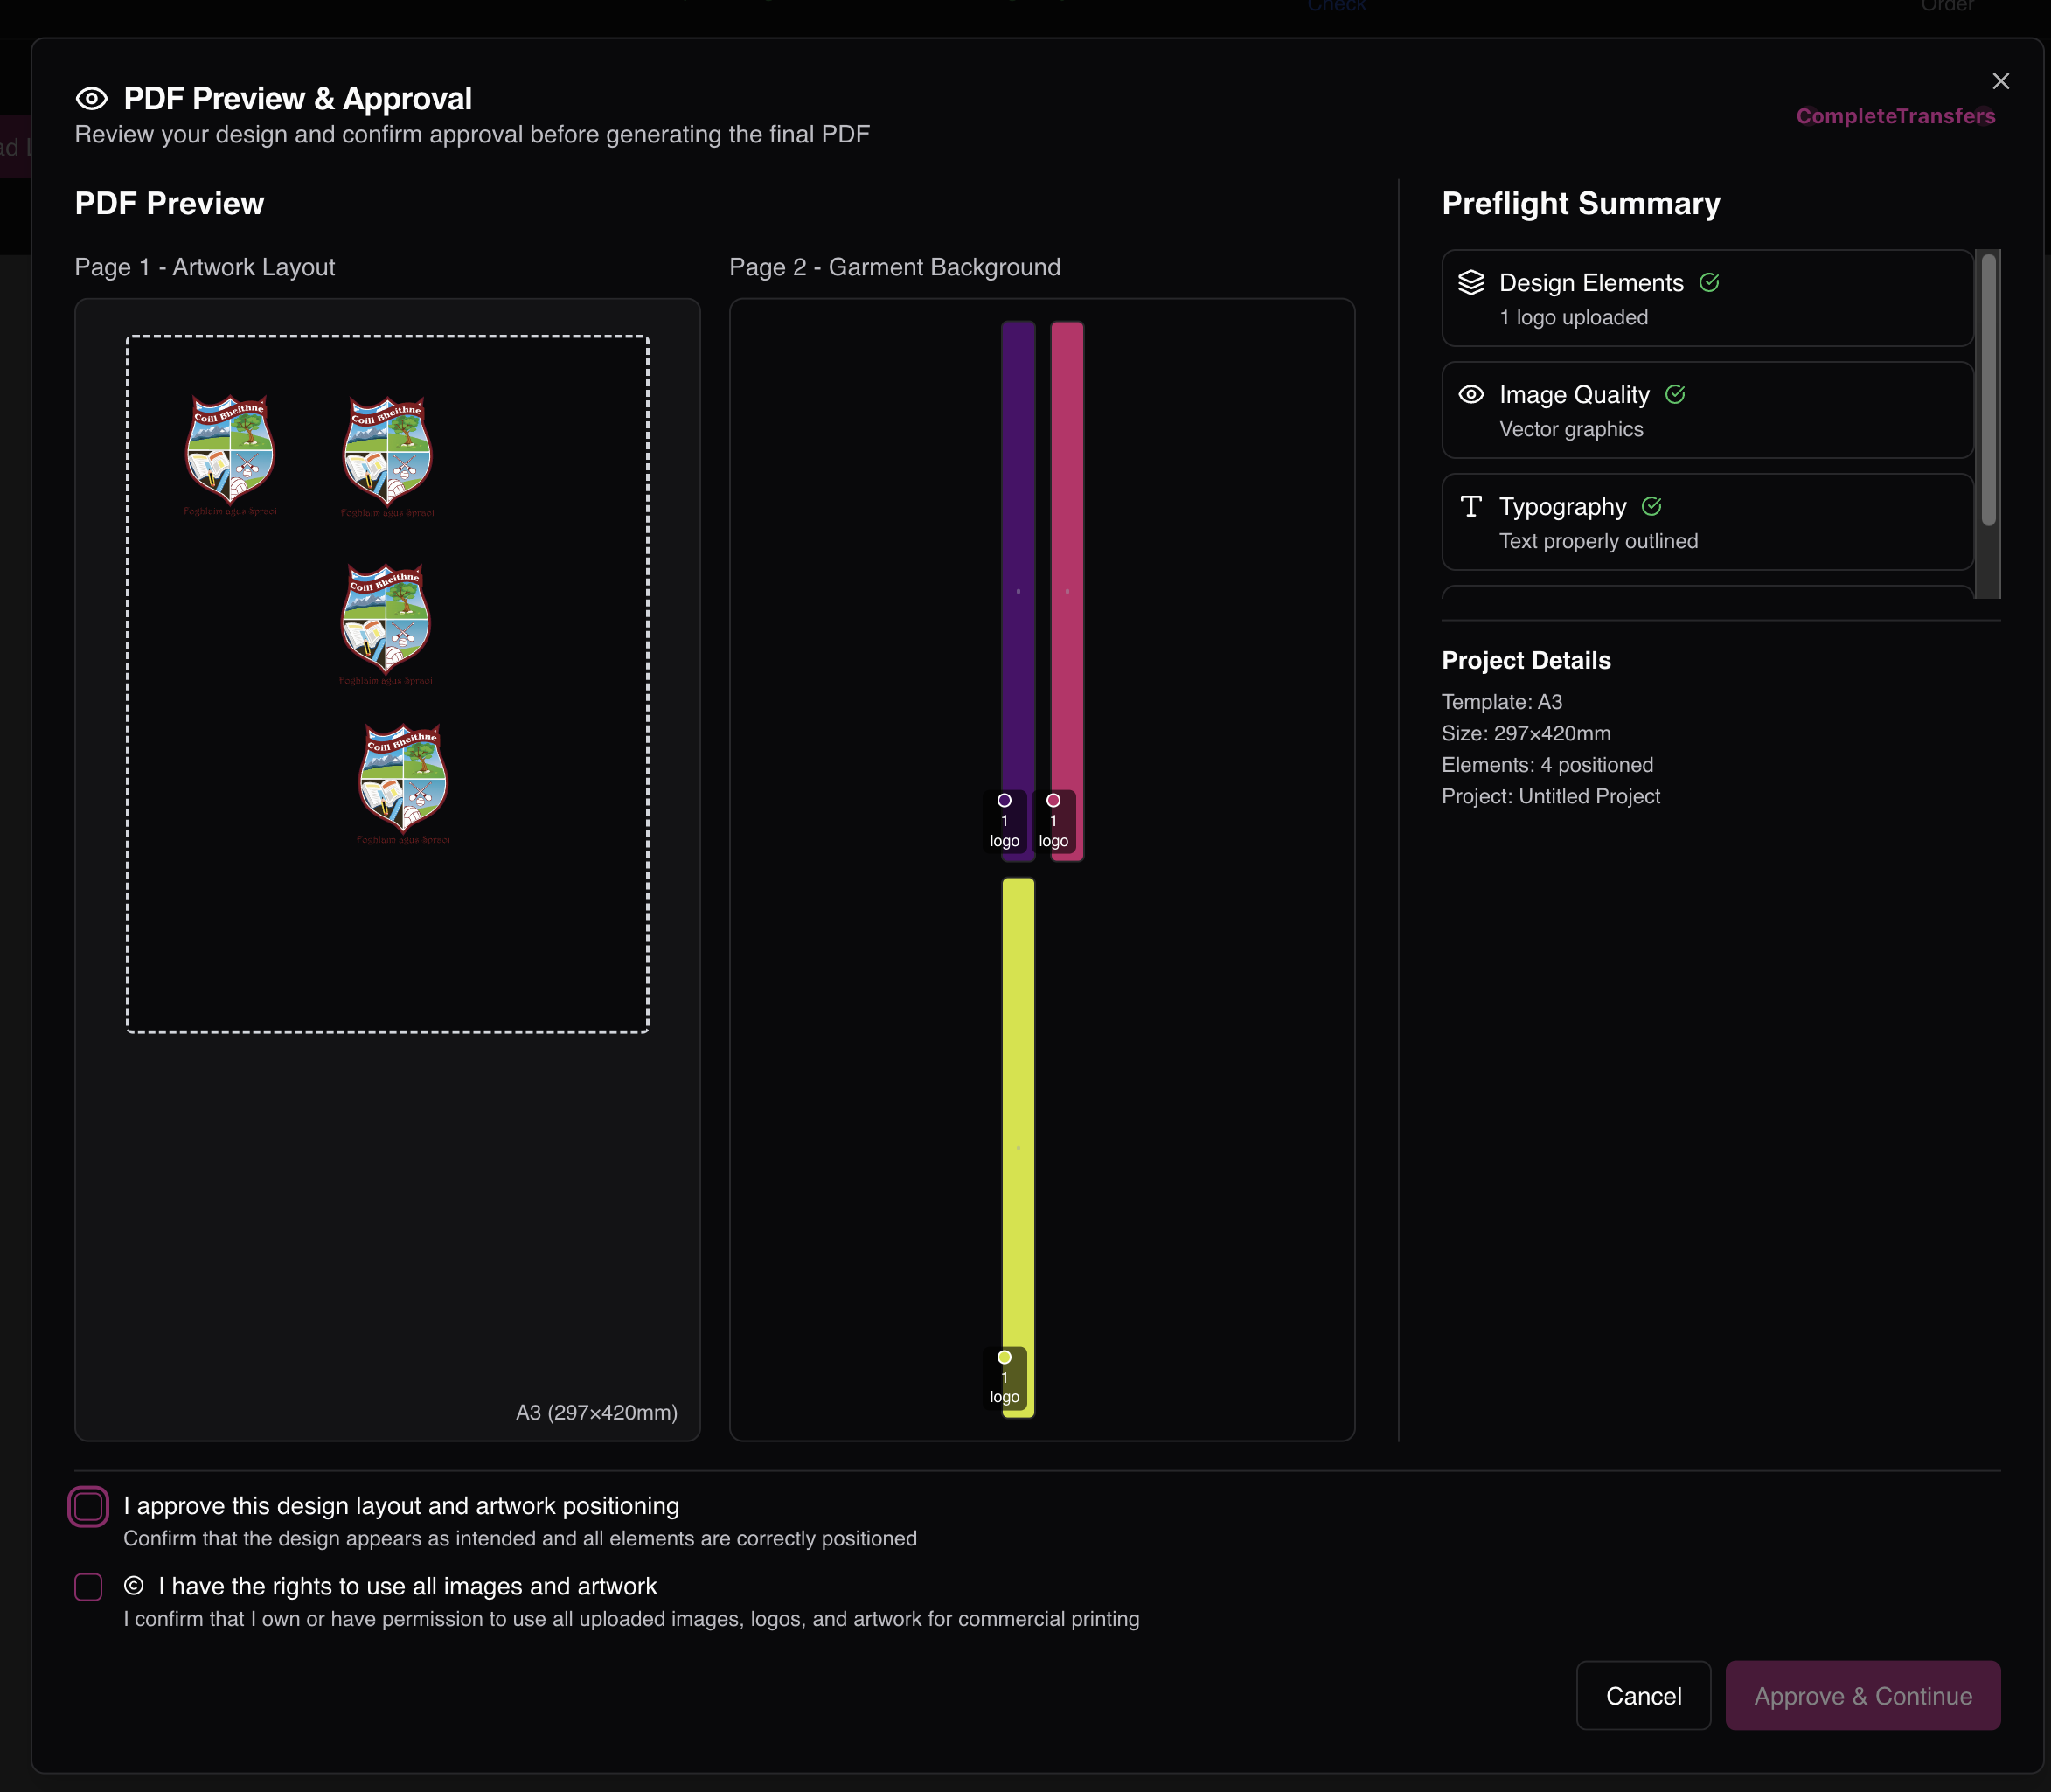 Check
Order
PDF Preview & Approval
Review your design and confirm approval before generating the final PDF
CompleteTransfers
ad
PDF Preview
Preflight Summary
Page 1 - Artwork Layout
Page 2 - Garment Background
Design Elements
1 logo uploaded
Image Quality
Vector graphics
Typography
Text properly outlined
Coill Bheithne
Coill Bheithne
Foghlaim agus Spraoi
Foghlaim agus Spraoi
Coill Bheithne
Foghlaim agus Spraoi
Coill Bheithne
Foghlaim agus Spraoi
Project Details
Template: A3
Size: 297×420mm
Elements: 4 positioned
Project: Untitled Project
1
logo
1
logo
1
logo
A3 (297×420mm)
I approve this design layout and artwork positioning
Confirm that the design appears as intended and all elements are correctly positioned
© I have the rights to use all images and artwork
I confirm that I own or have permission to use all uploaded images, logos, and artwork for commercial printing
Cancel
Approve & Continue